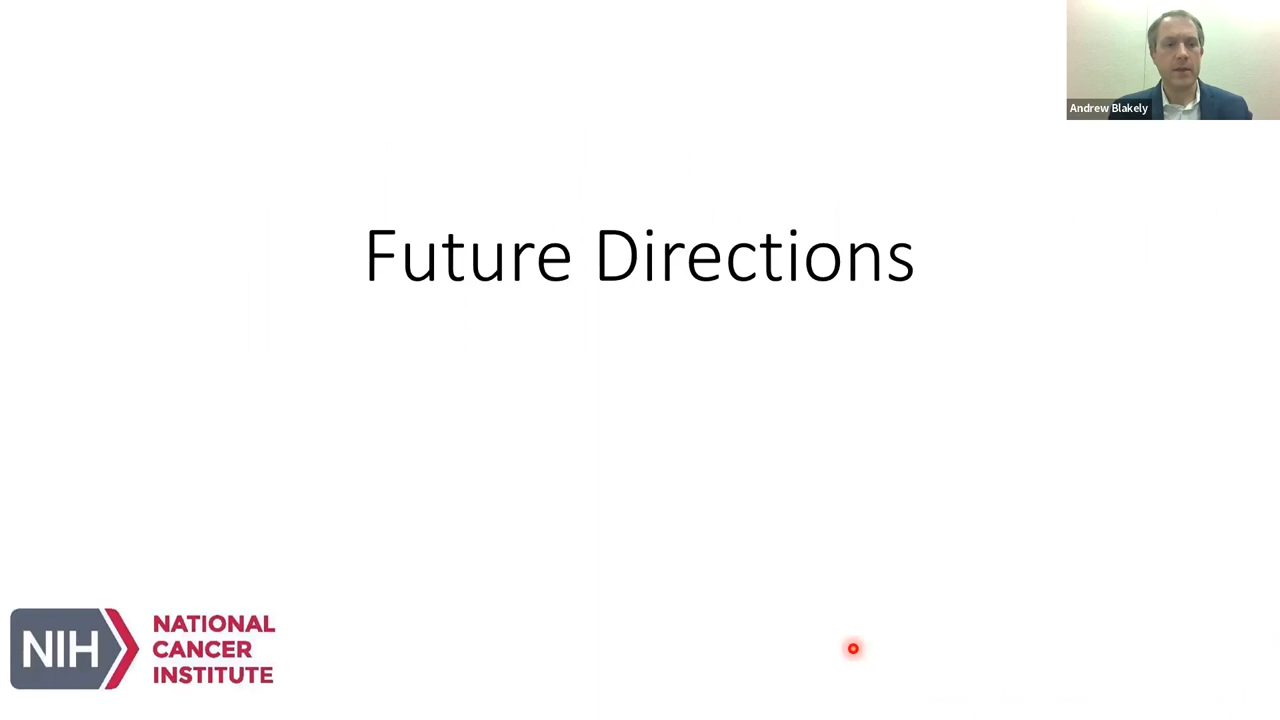 Andrew Blakely
Future Directions
NIH
NATIONAL
CANCER
INSTITUTE